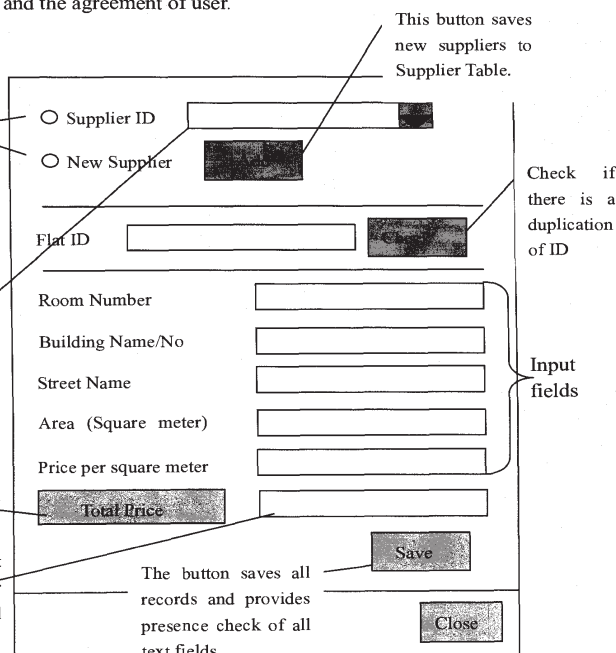 and the agreement of user.
This button saves
new suppliers to
Supplier Table.
Supplier ID
New Supplier
Check if
there is a
duplication
of ID
Flat ID
Room Number
Building Name/No
Street Name
Area (Square meter)
Price per square meter
Input
fields
Total Price
Save
The button saves all
records and provides
presence check of all
text fields
Close